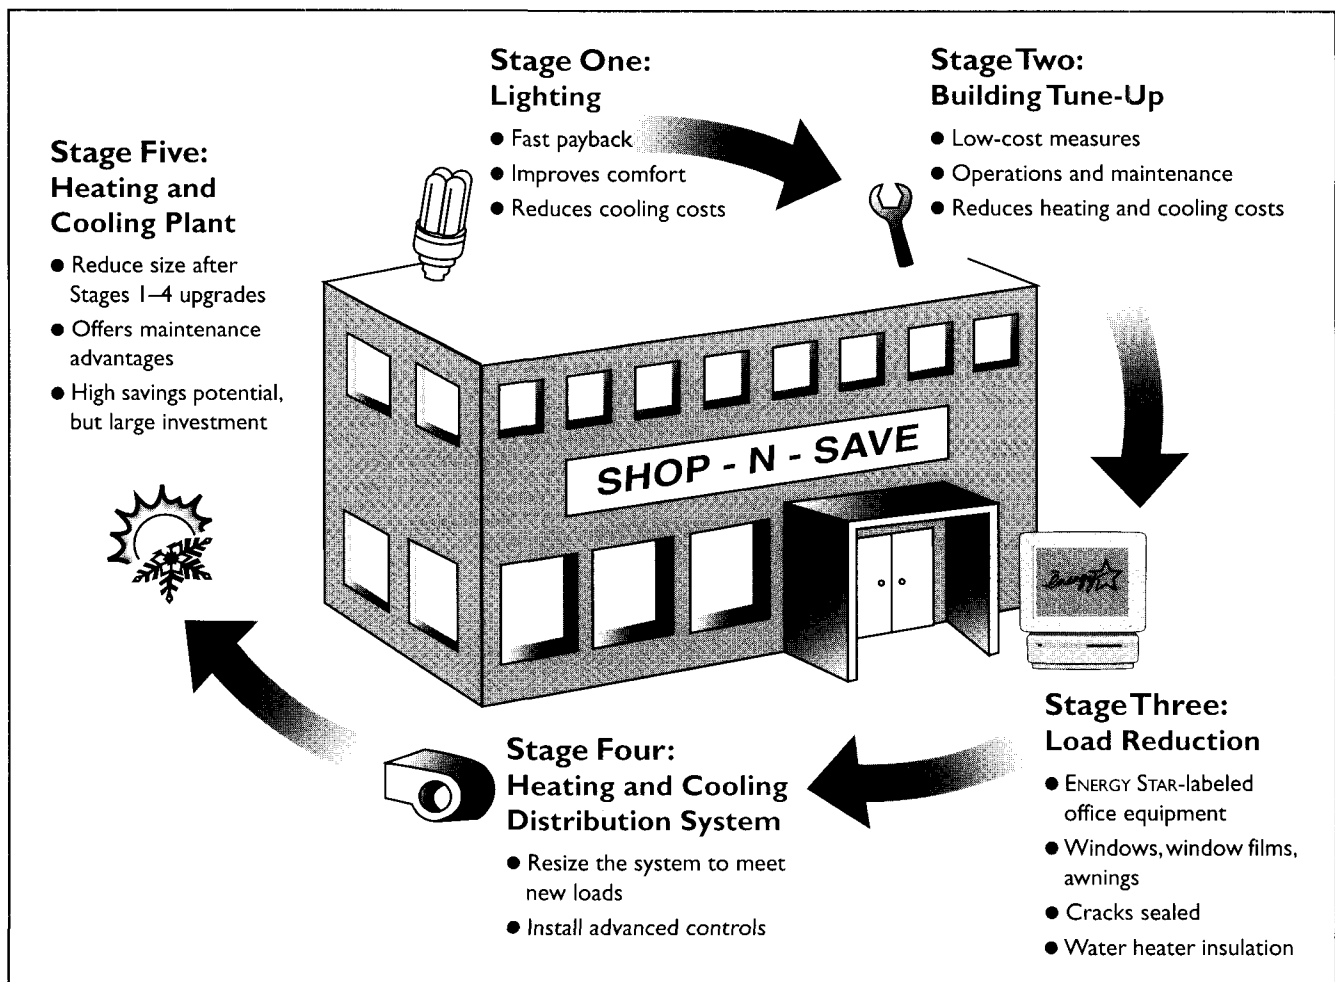 Stage One:
Lighting
● Fast payback
● Improves comfort
● Reduces cooling costs
Stage Two:
Building Tune-Up
● Low-cost measures
● Operations and maintenance
● Reduces heating and cooling costs
Stage Three:
Load Reduction
● ENERGY STAR-labeled
office equipment
● Windows, window films,
awnings
● Cracks sealed
● Water heater insulation
Stage Four:
Heating and Cooling
Distribution System
● Resize the system to meet
new loads
● Install advanced controls
Stage Five:
Heating and
Cooling Plant
● Reduce size after
Stages 1–4 upgrades
● Offers maintenance
advantages
● High savings potential,
but large investment
SHOP - N - SAVE
Energy